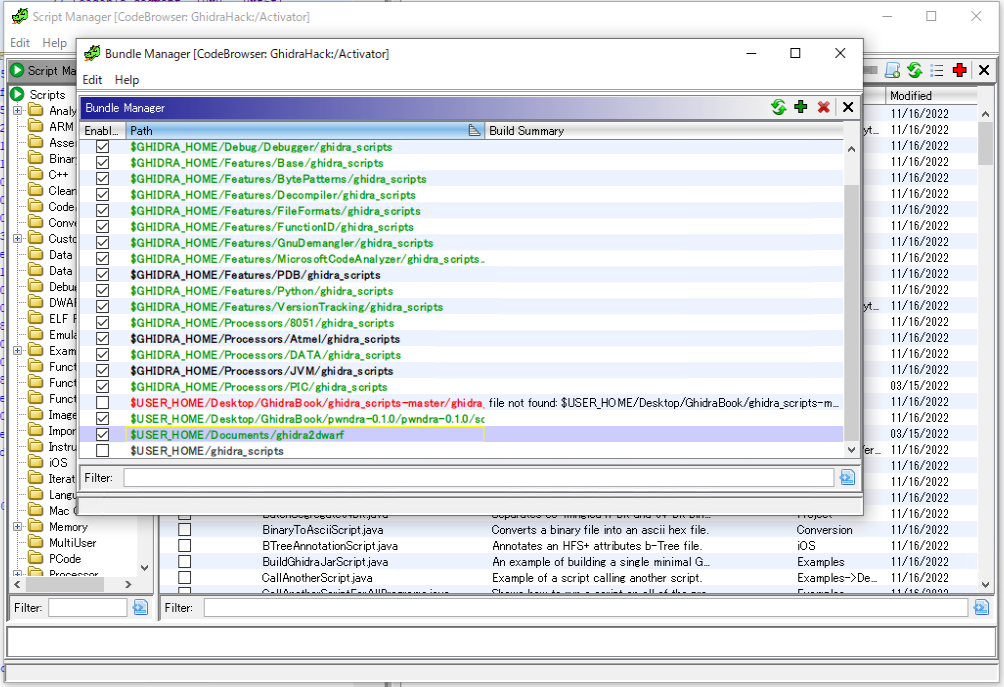 Script Manager [CodeBrowser: GhidraHack:/Activator]
Edit Help
Script Ma
Scripts
Analy
ARM
Asse
Binar
C++
Clean
Code
Conve
Custo
Data
Data
Debu
DWAR
ELF F
Emula
Exam
Funct
Funct
Funct
Image
Impor
Instru
iOS
Iterat
Langu
Mac
Memory
MultiUser
PCode
Processor
Filter:
Bundle Manager [CodeBrowser: GhidraHack:/Activator]
Edit Help
Bundle Manager
Enabl... Path Build Summary
$GHIDRA_HOME/Debug/Debugger/ghidra_scripts
$GHIDRA_HOME/Features/Base/ghidra_scripts
$GHIDRA_HOME/Features/BytePatterns/ghidra_scripts
$GHIDRA_HOME/Features/Decompiler/ghidra_scripts
$GHIDRA_HOME/Features/FileFormats/ghidra_scripts
$GHIDRA_HOME/Features/FunctionID/ghidra_scripts
$GHIDRA_HOME/Features/GnuDemangler/ghidra_scripts
$GHIDRA_HOME/Features/MicrosoftCodeAnalyzer/ghidra_scripts
$GHIDRA_HOME/Features/PDB/ghidra_scripts
$GHIDRA_HOME/Features/Python/ghidra_scripts
$GHIDRA_HOME/Features/VersionTracking/ghidra_scripts
$GHIDRA_HOME/Processors/8051/ghidra_scripts
$GHIDRA_HOME/Processors/Atmel/ghidra_scripts
$GHIDRA_HOME/Processors/DATA/ghidra_scripts
$GHIDRA_HOME/Processors/JVM/ghidra_scripts
$GHIDRA_HOME/Processors/PIC/ghidra_scripts
$USER_HOME/Desktop/GhidraBook/ghidra_scripts-master/ghidra_ file not found: $USER_HOME/Desktop/GhidraBook/ghidra_scripts-m...
$USER_HOME/Desktop/GhidraBook/pwndra-0.1.0/pwndra-0.1.0/sc
$USER_HOME/Documents/ghidra2dwarf
$USER_HOME/ghidra_scripts
Filter:
Modified
11/16/2022
yt... 11/16/2022
11/16/2022
11/16/2022
11/16/2022
11/16/2022
11/16/2022
11/16/2022
11/16/2022
11/16/2022
11/16/2022
11/16/2022
yt... 11/16/2022
11/16/2022
11/16/2022
11/16/2022
11/16/2022
03/15/2022
11/16/2022
11/16/2022
03/15/2022
fer... 11/16/2022
11/16/2022
11/16/2022
11/16/2022
11/16/2022
BinaryToAsciiScript.java Converts a binary file into an ascii hex file. Conversion 11/16/2022
BTreeAnnotationScript.java Annotates an HFS+ attributes b-Tree file. iOS 11/16/2022
BuildGhidraJarScript.java An example of building a single minimal G... Examples 11/16/2022
CallAnotherScript.java Example of a script calling another script. Examples->De... 11/16/2022
Filter: